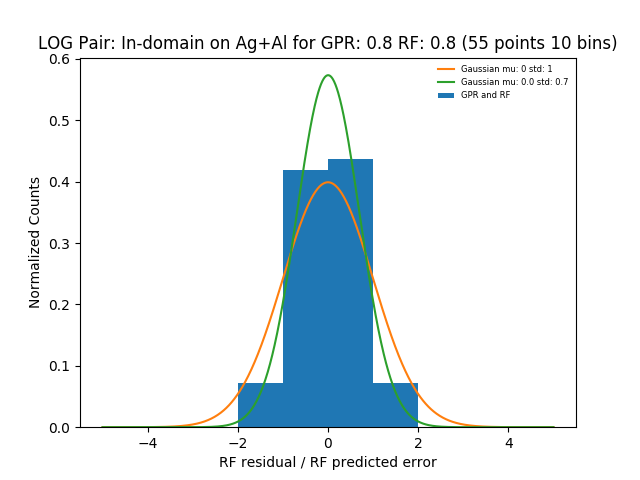 LOG Pair: In-domain on Ag+Al for GPR: 0.8 RF: 0.8 (55 points 10 bins)
Gaussian mu: 0 std: 1
Gaussian mu: 0.0 std: 0.7
GPR and RF
0.6
0.5
0.4
0.3
0.2
0.1
0.0
Normalized Counts
−4 −2 0 2 4
RF residual / RF predicted error